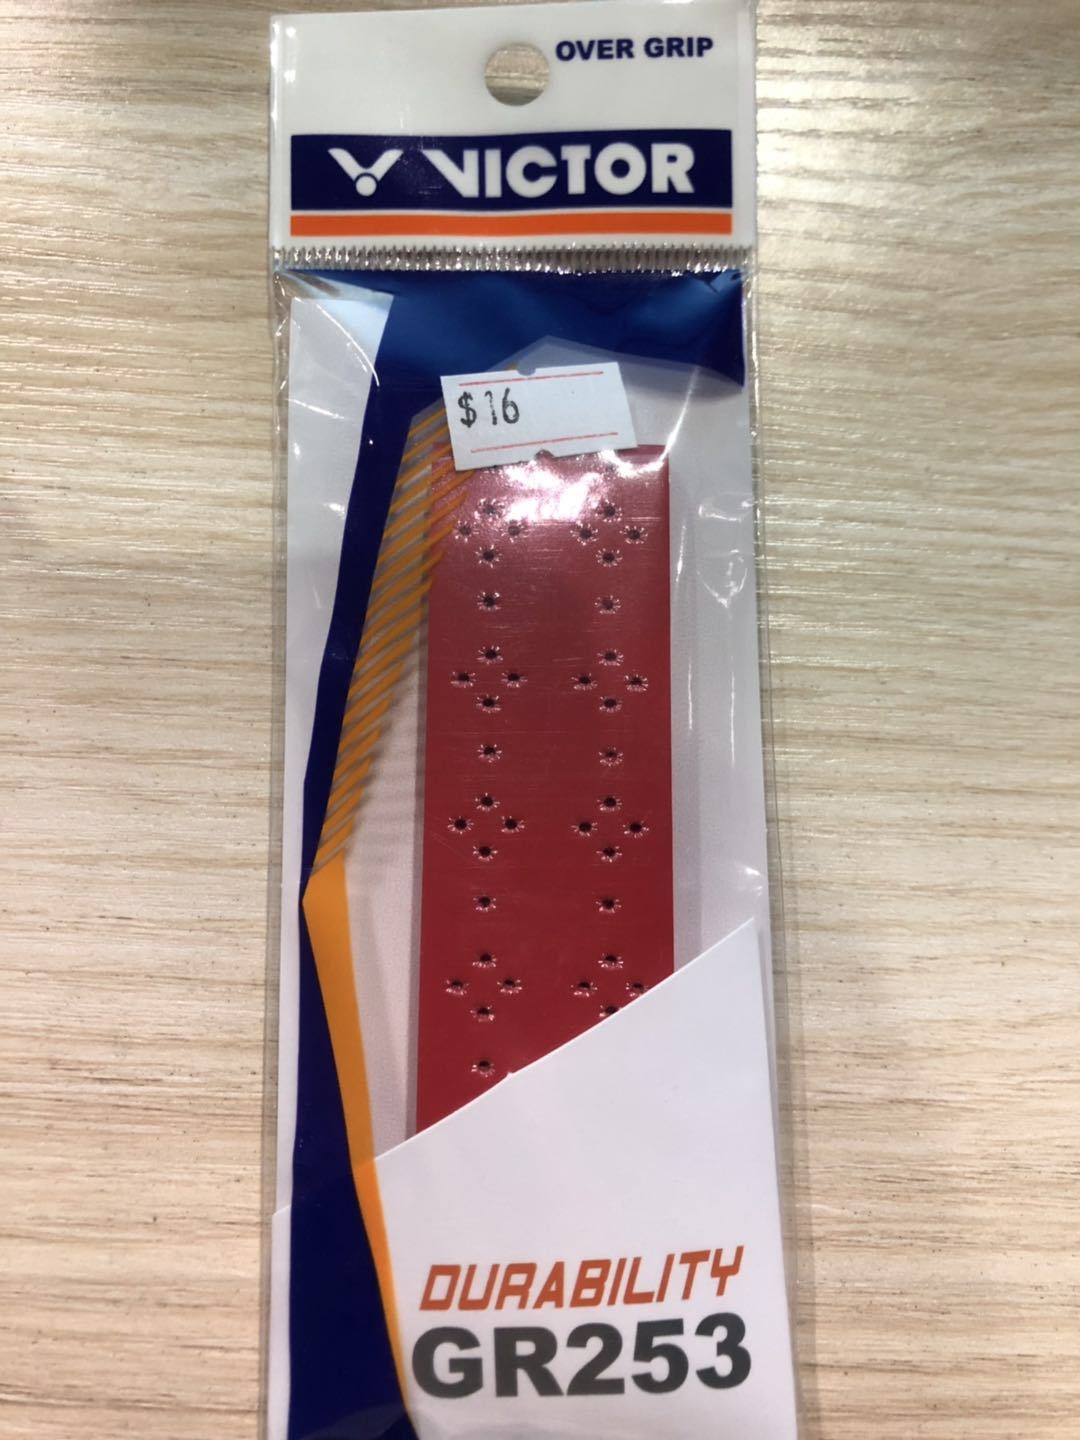 OVER GRIP
VICTOR
$16
DURABILITY
GR253